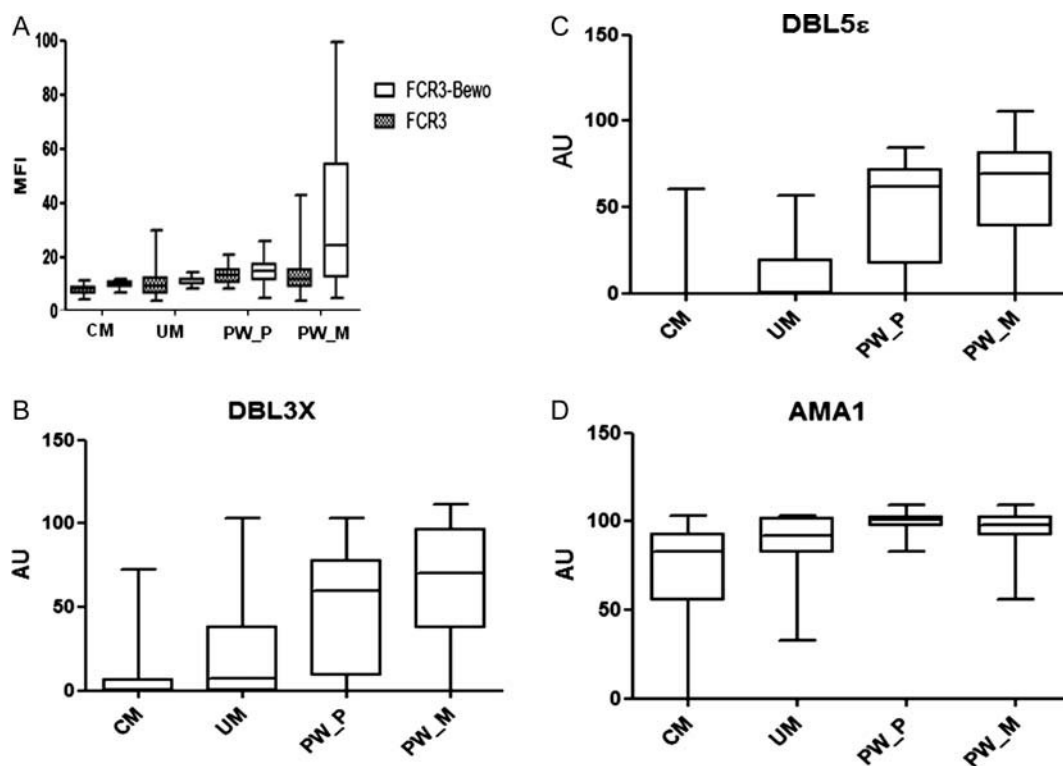 A
100
80
60
40
20
0
MFI
FCR3-Bewo
FCR3
CM UM PW_P PW_M
B
DBL3X
150
100
50
0
AU
CM UM PW_P PW_M
C
DBL5ε
150
100
50
0
AU
CM UM PW_P PW_M
D
AMA1
150
100
50
0
AU
CM UM PW_P PW_M